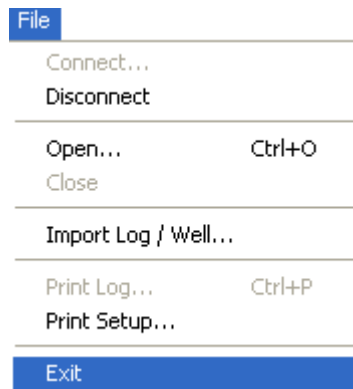 File
Connect...
Disconnect
Open... Ctrl+O
Close
Import Log / Well...
Print Log... Ctrl+P
Print Setup...
Exit